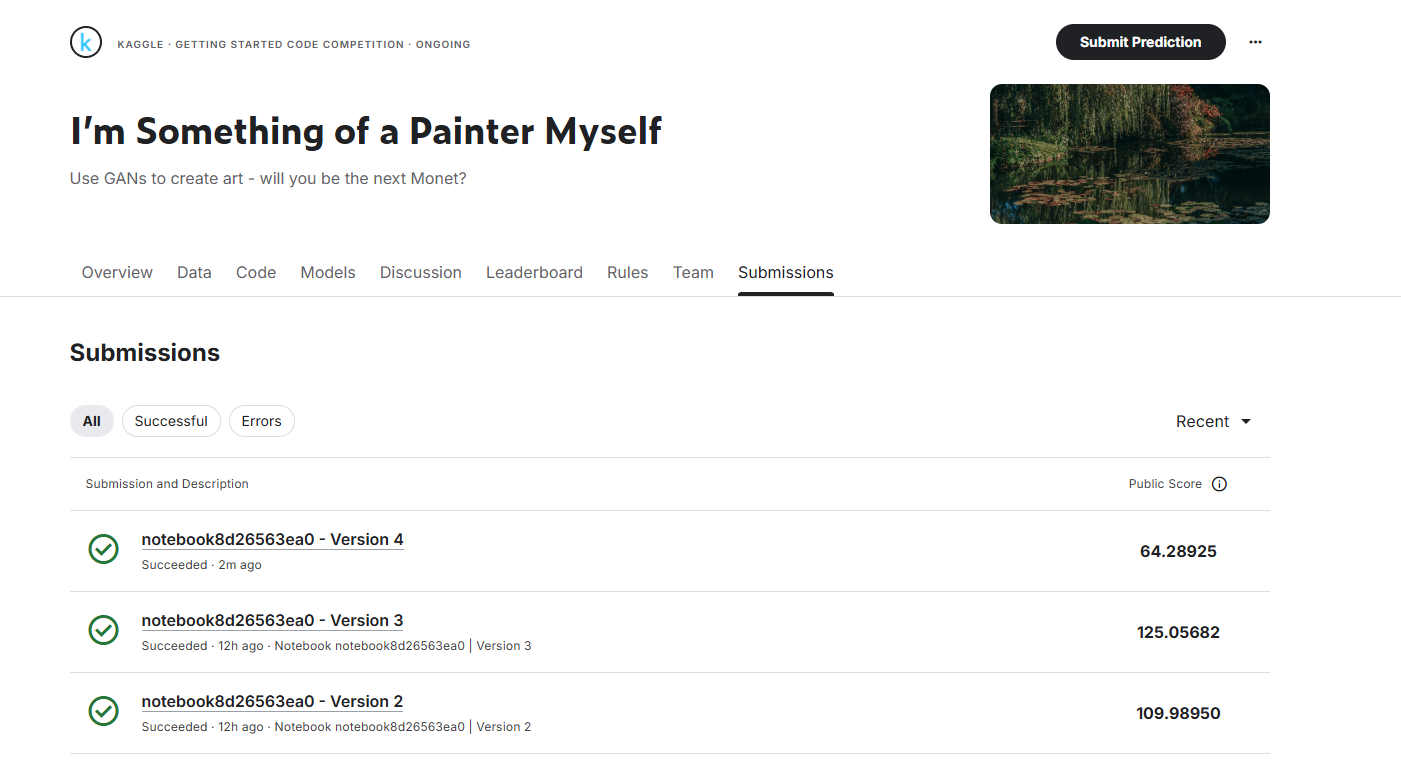 k KAGGLE · GETTING STARTED CODE COMPETITION · ONGOING
Submit Prediction
I'm Something of a Painter Myself
Use GANs to create art - will you be the next Monet?
Overview Data Code Models Discussion Leaderboard Rules Team Submissions
Submissions
All Successful Errors Recent
Submission and Description Public Score
notebook8d26563ea0 - Version 4
Succeeded · 2m ago
64.28925
notebook8d26563ea0 - Version 3
Succeeded · 12h ago · Notebook notebook8d26563ea0 | Version 3
125.05682
notebook8d26563ea0 - Version 2
Succeeded · 12h ago · Notebook notebook8d26563ea0 | Version 2
109.98950